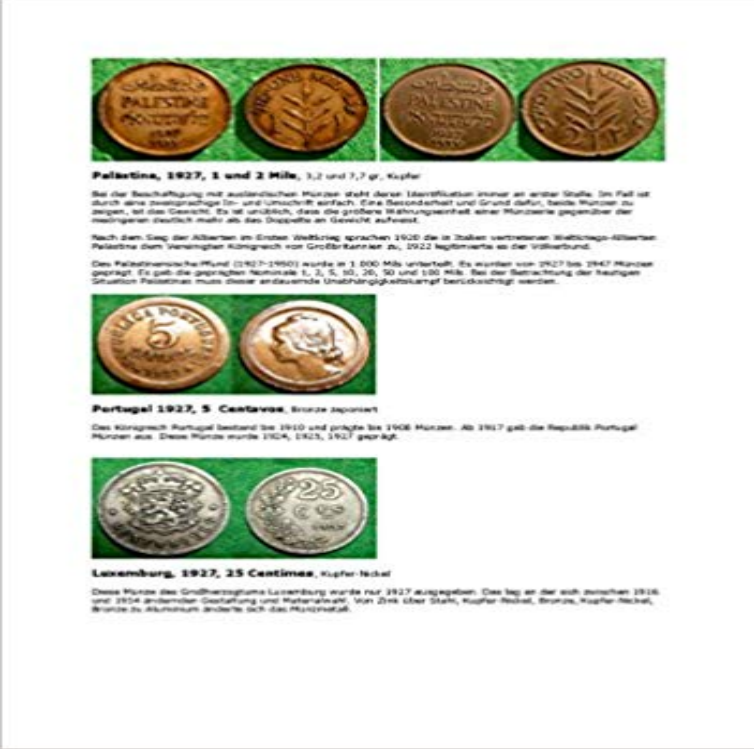 PALESTINE
1927
ONE MIL
PALESTINE
1927
TWO MILS
2
Palästina, 1927, 1 und 2 Mils, 3,2 und 7,7 gr, Kupfer
Bei der Beschäftigung mit ausländischen Münzen steht deren Identifikation immer an erster Stelle. Im Fall ist
durch eine zweisprachige In- und Umschrift einfach. Eine Besonderheit und Grund dafür, beide Münzen zu
zeigen, ist das Gewicht. Es ist unüblich, dass die größere Währungseinheit einer Münzserie gegenüber der
niedrigeren deutlich mehr als das Doppelte an Gewicht aufweist.
Nach dem Sieg der Alliierten im Ersten Weltkrieg sprachen 1920 die in Italien vertretenen Weltkriegs-Alliierten
Palästina dem Vereinigten Königreich von Großbritannien zu, 1922 legitimierte es der Völkerbund.
Das Palästinensische Pfund (1927-1950) wurde in 1 000 Mils unterteilt. Es wurden von 1927 bis 1947 Münzen
geprägt. Es gab die geprägten Nominale 1, 2, 5, 10, 20, 50 und 100 Mils. Bei der Betrachtung der heutigen
Situation Palästinas muss dieser andauernde Unabhängigkeitskampf berücksichtigt werden.
5
Portugal 1927, 5 Centavos, Bronze zaponiert
Das Königreich Portugal bestand bis 1910 und prägte bis 1908 Münzen. Ab 1917 gab die Republik Portugal
Münzen aus. Diese Münze wurde 1924, 1925, 1927 geprägt.
25
1927
Luxemburg, 1927, 25 Centimes, Kupfer-Nickel
Diese Münze des Großherzogtums Luxemburg wurde nur 1927 ausgegeben. Das lag an der sich zwischen 1916
und 1954 ändernden Gestaltung und Materialwahl. Von Zink über Stahl, Kupfer-Nickel, Bronze, Kupfer-Nickel,
Bronze zu Aluminium änderte sich das Münzmetall.